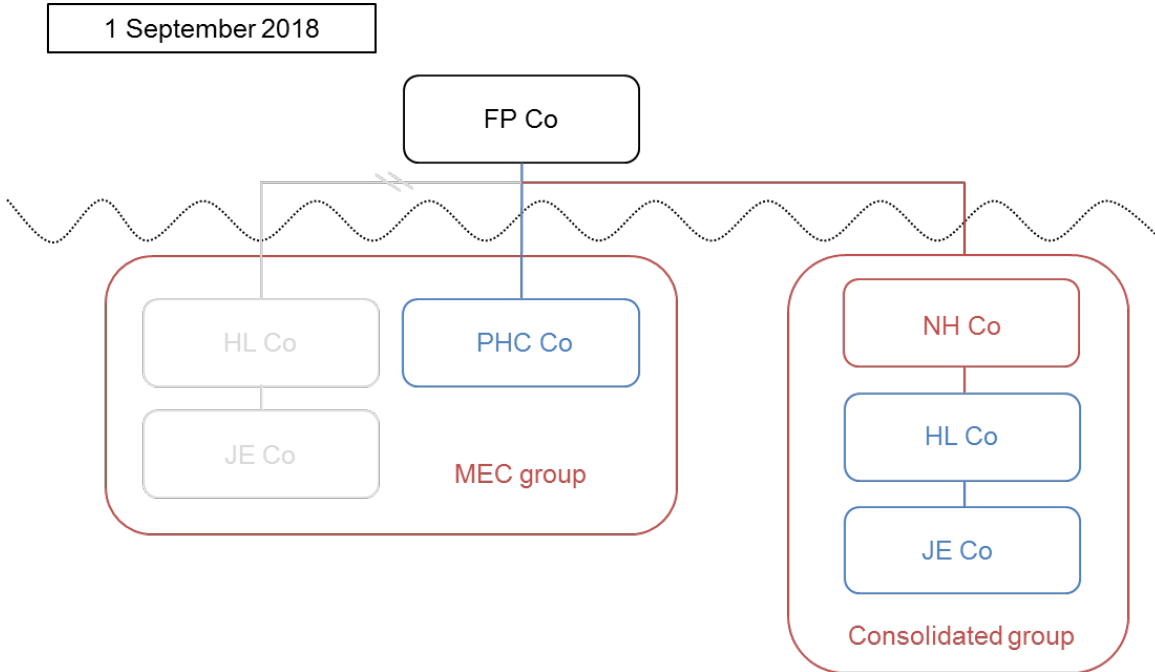 1 September 2018
FP Co
HL Co
PHC Co
JE Co
MEC group
NH Co
HL Co
JE Co
Consolidated group